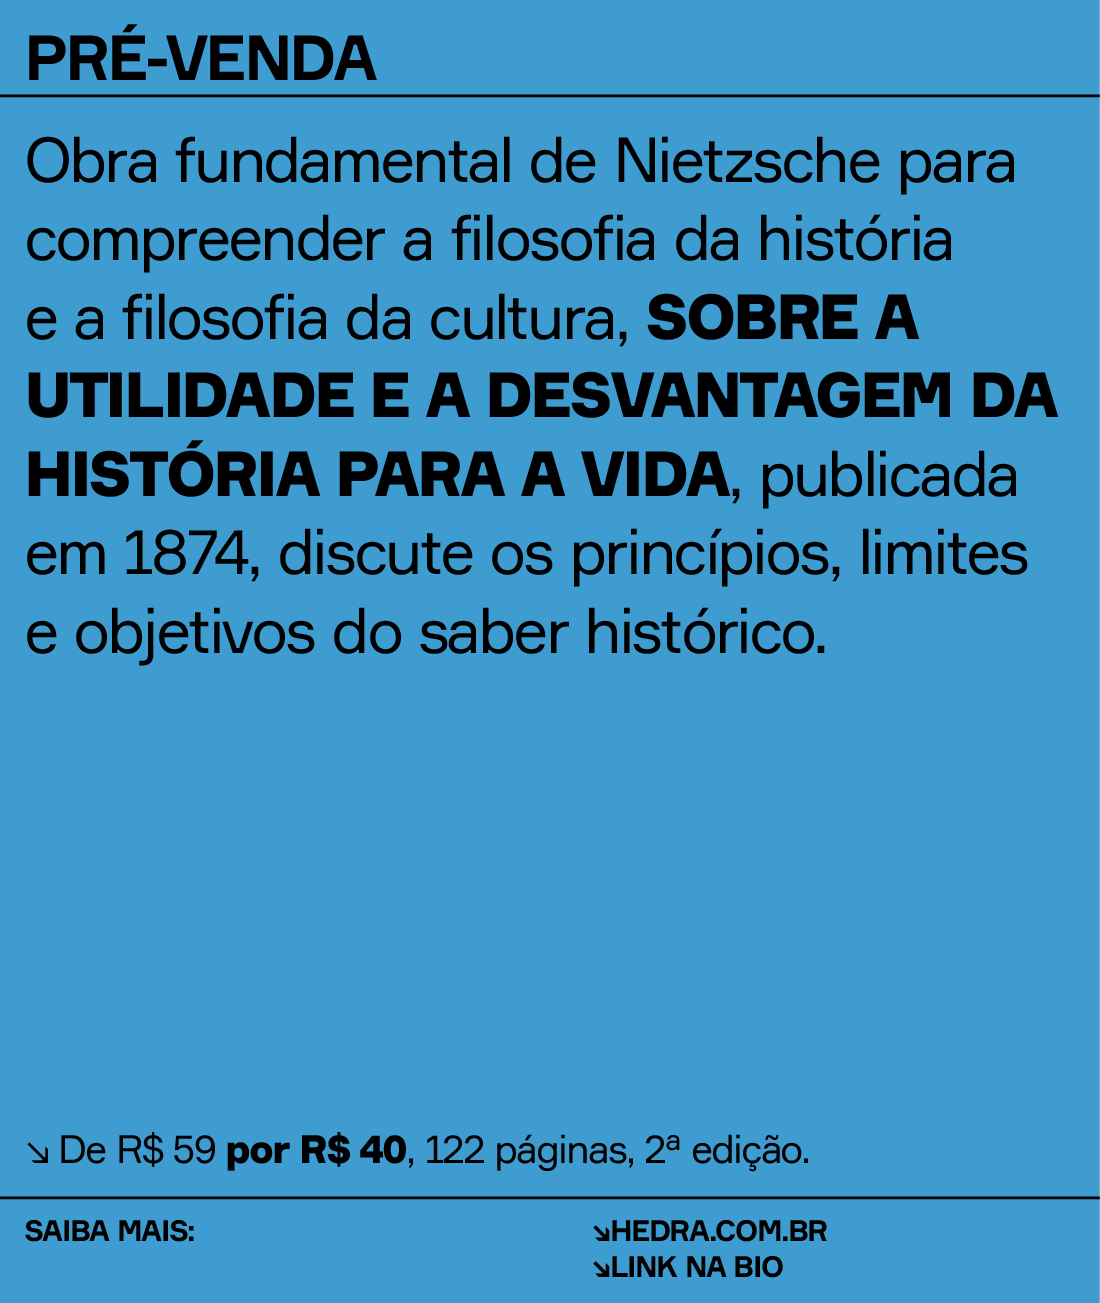 PRÉ-VENDA
Obra fundamental de Nietzsche para
compreender a filosofia da história
e a filosofia da cultura, SOBRE A
UTILIDADE E A DESVANTAGEM DA
HISTÓRIA PARA A VIDA, publicada
em 1874, discute os princípios, limites
e objetivos do saber histórico.
↘ De R$ 59 por R$ 40, 122 páginas, 2ª edição.
SAIBA MAIS:
↘HEDRA.COM.BR
↘LINK NA BIO